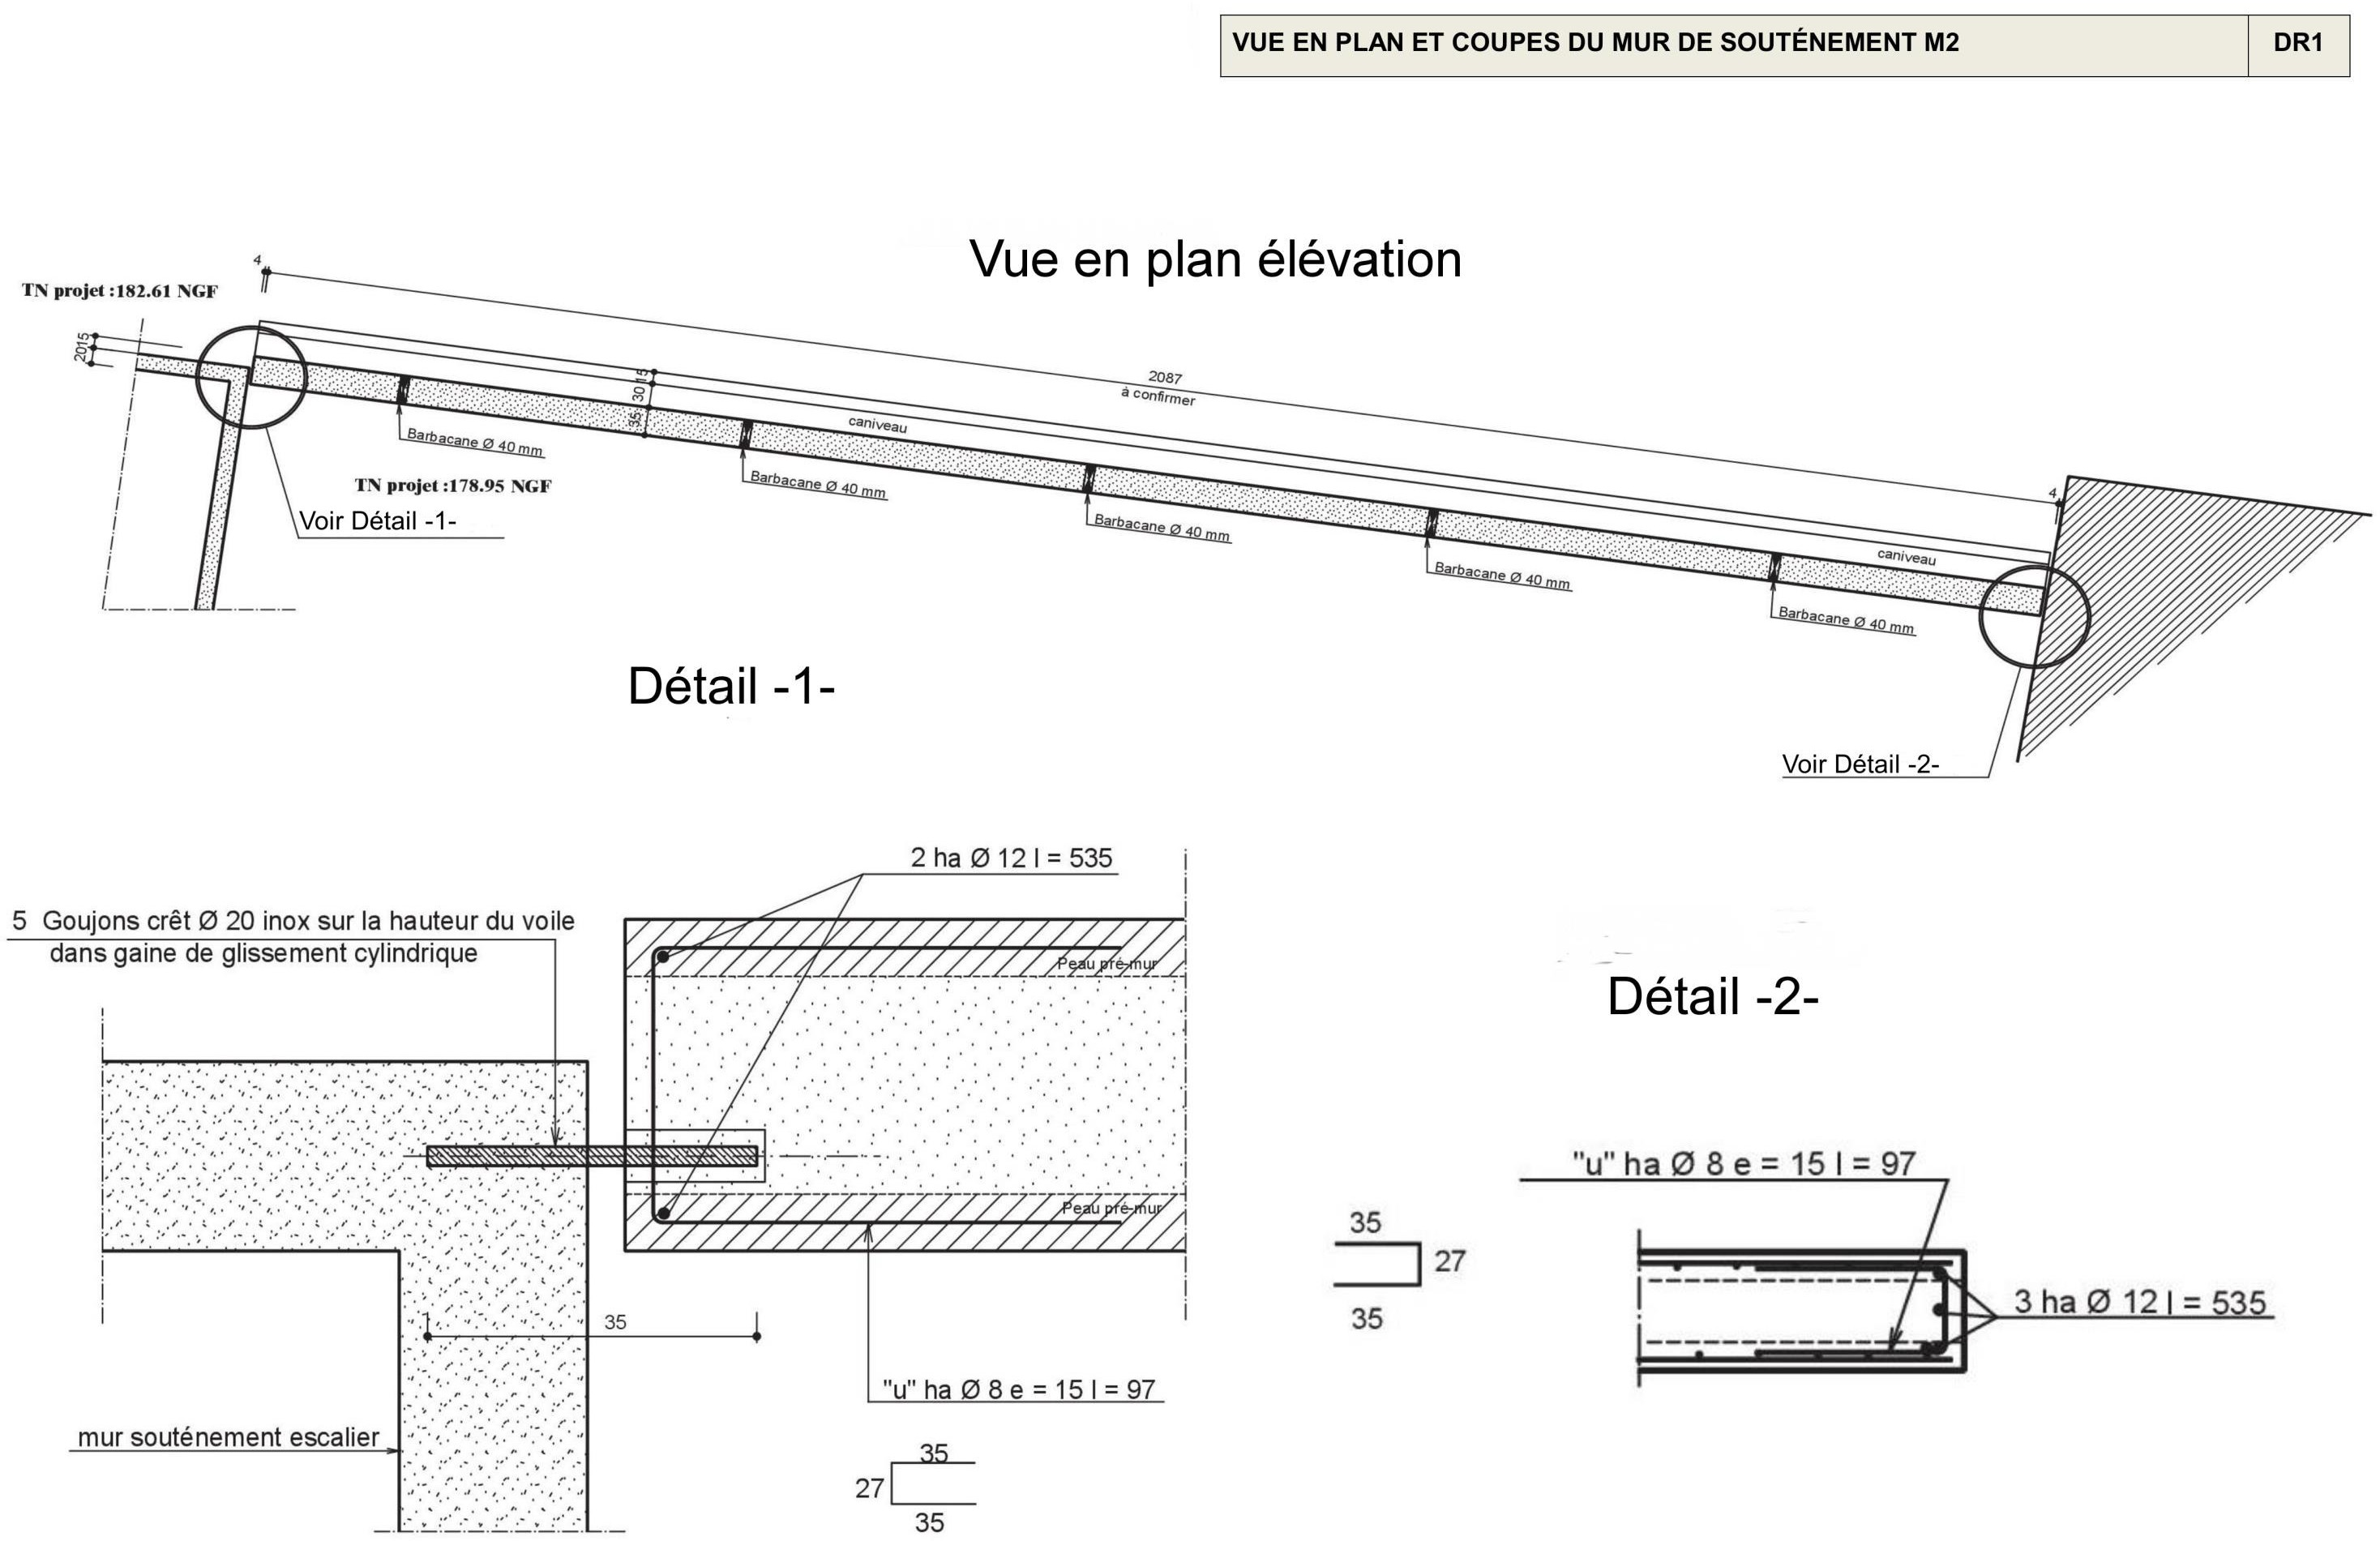 VUE EN PLAN ET COUPES DU MUR DE SOUTÉNEMENT M2
DR1
Vue en plan élévation
4
TN projet :182.61 NGF
15
20
2087
à confirmer
15
30
35
caniveau
Barbacane Ø 40 mm
TN projet :178.95 NGF
Barbacane Ø 40 mm
Voir Détail -1-
4
Barbacane Ø 40 mm
caniveau
Barbacane Ø 40 mm
Barbacane Ø 40 mm
Voir Détail -2-
Détail -1-
2 ha Ø 12 l = 535
5 Goujons crêt Ø 20 inox sur la hauteur du voile
dans gaine de glissement cylindrique
Peau pré-mur
Peau pré-mur
35
"u" ha Ø 8 e = 15 l = 97
mur souténement escalier
35
27
35
Détail -2-
"u" ha Ø 8 e = 15 l = 97
35
27
35
3 ha Ø 12 l = 535